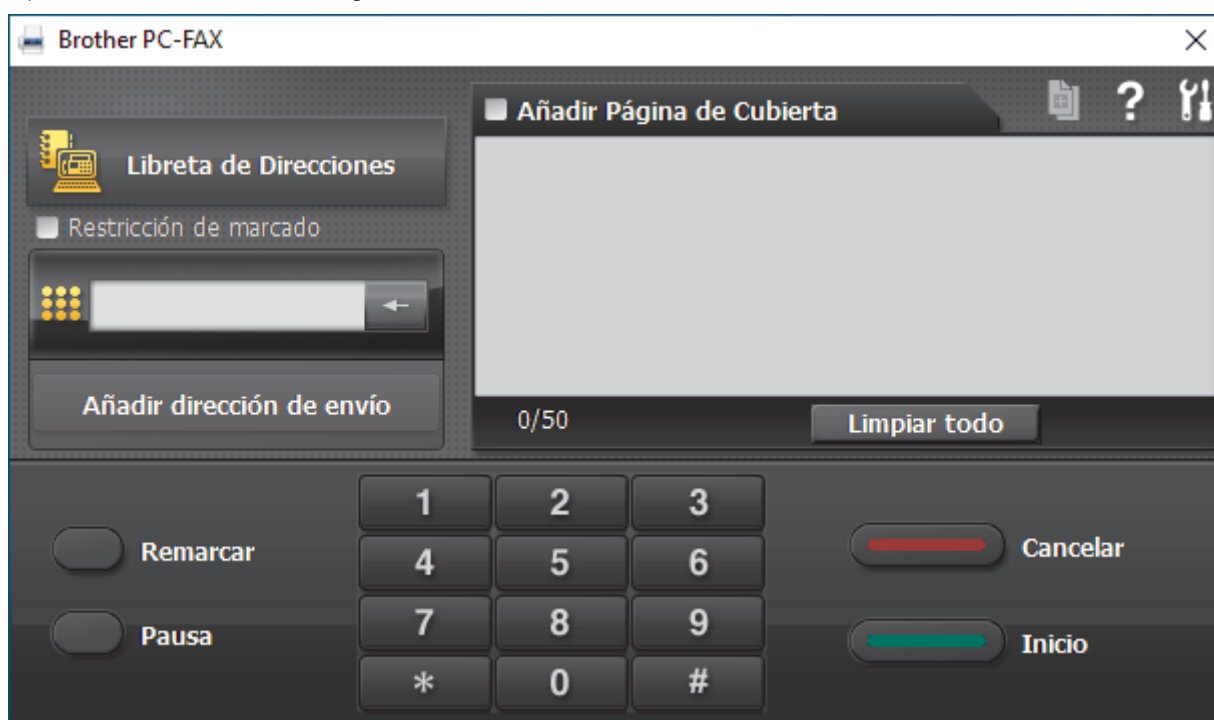 Brother PC-FAX
Añadir Página de Cubierta
?
Libreta de Direcciones
Restricción de marcado
Añadir dirección de envío
0/50
Limpiar todo
1 2 3
4 5 6
7 8 9
* 0 #
Remarcar
Pausa
Cancelar
Inicio